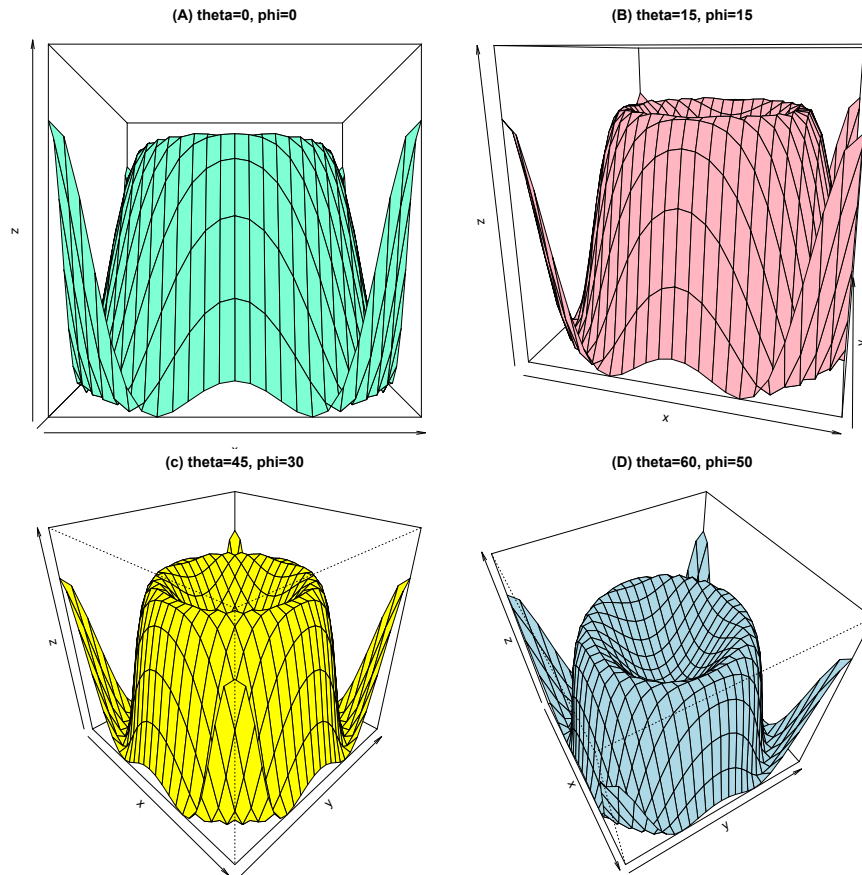 (A) theta=0, phi=0
(B) theta=15, phi=15
z
z
x
(c) theta=45, phi=30
(D) theta=60, phi=50
z
z
x
y
x
y